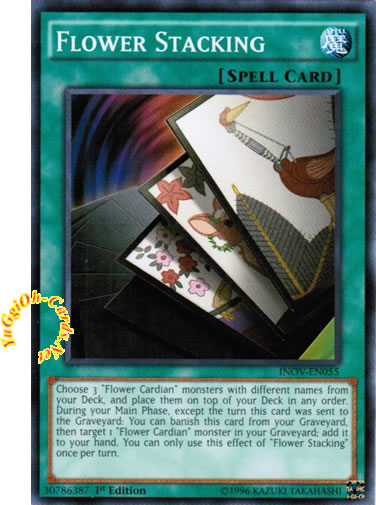 FLOWER STACKING
[SPELL CARD]
YuGgiOh-Cards.Net
INOV-EN055
Choose 3 "Flower Cardian" monsters with different names from
your Deck, and place them on top of your Deck in any order.
During your Main Phase, except the turn this card was sent to
the Graveyard: You can banish this card from your Graveyard,
then target 1 "Flower Cardian" monster in your Graveyard; add it
to your hand. You can only use this effect of "Flower Stacking"
once per turn.
30786387 1st Edition ©1996 KAZUKI TAKAHASHI